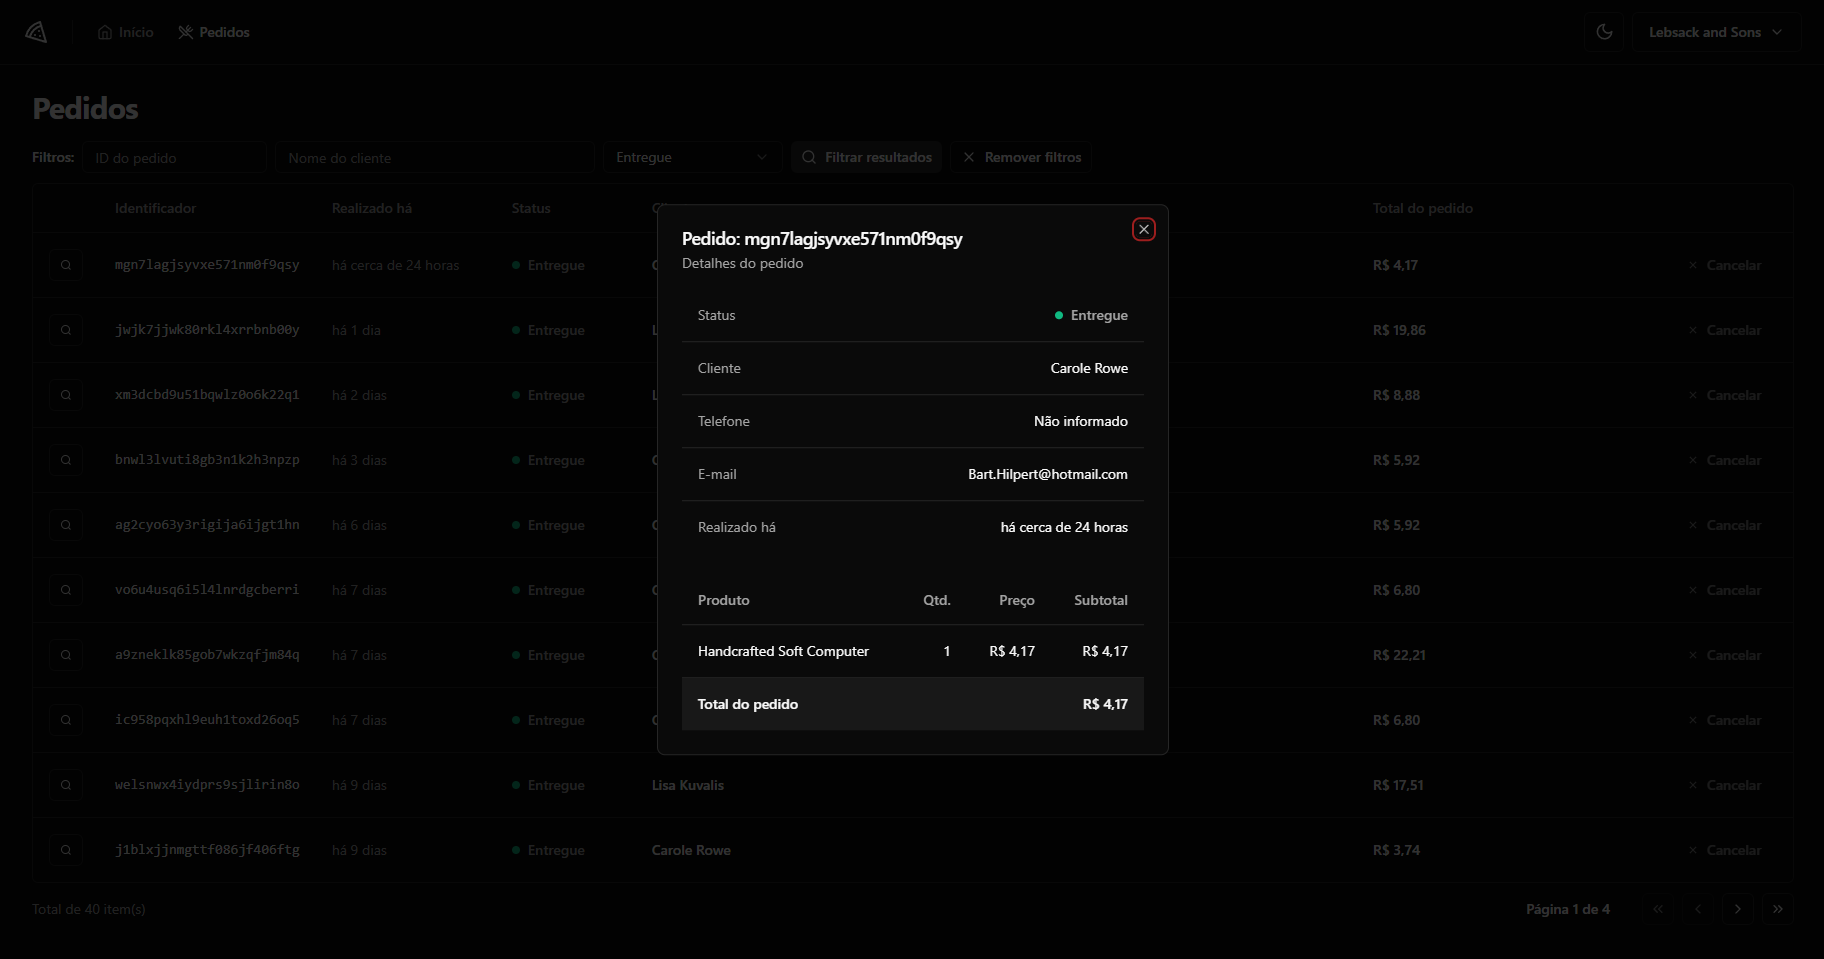 Início
Pedidos
Lebsack and Sons
Pedidos
Filtros:
ID do pedido
Nome do cliente
Entregue
Filtrar resultados
Remover filtros
Identificador
Realizado há
Status
Total do pedido
mgn7lagjsyvxe571nm0f9qsy
há cerca de 24 horas
Entregue
R$ 4,17
Cancelar
jwjk7jjwk80rkl4xrrbnb00y
há 1 dia
Entregue
R$ 19,86
Cancelar
xm3dcbd9u51bqwlz0o6k22q1
há 2 dias
Entregue
R$ 8,88
Cancelar
bnwl3lvuti8gb3n1k2h3npzp
há 3 dias
Entregue
R$ 5,92
Cancelar
ag2cyo63y3rigija6ijgt1hn
há 6 dias
Entregue
R$ 5,92
Cancelar
vo6u4usq6i5l4lnrdgcberri
há 7 dias
Entregue
R$ 6,80
Cancelar
a9zneklk85gob7wkzqfjm84q
há 7 dias
Entregue
R$ 22,21
Cancelar
ic958pqxhl9euh1toxd26oq5
há 7 dias
Entregue
R$ 6,80
Cancelar
welsnwx4iydprs9sjlirin8o
há 9 dias
Entregue
Lisa Kuvalis
R$ 17,51
Cancelar
j1blxjjnmgttf086jf406ftg
há 9 dias
Entregue
Carole Rowe
R$ 3,74
Cancelar
Total de 40 item(s)
Página 1 de 4
Pedido: mgn7lagjsyvxe571nm0f9qsy
Detalhes do pedido
Status
Entregue
Cliente
Carole Rowe
Telefone
Não informado
E-mail
Bart.Hilpert@hotmail.com
Realizado há
há cerca de 24 horas
Produto
Qtd.
Preço
Subtotal
Handcrafted Soft Computer
1
R$ 4,17
R$ 4,17
Total do pedido
R$ 4,17